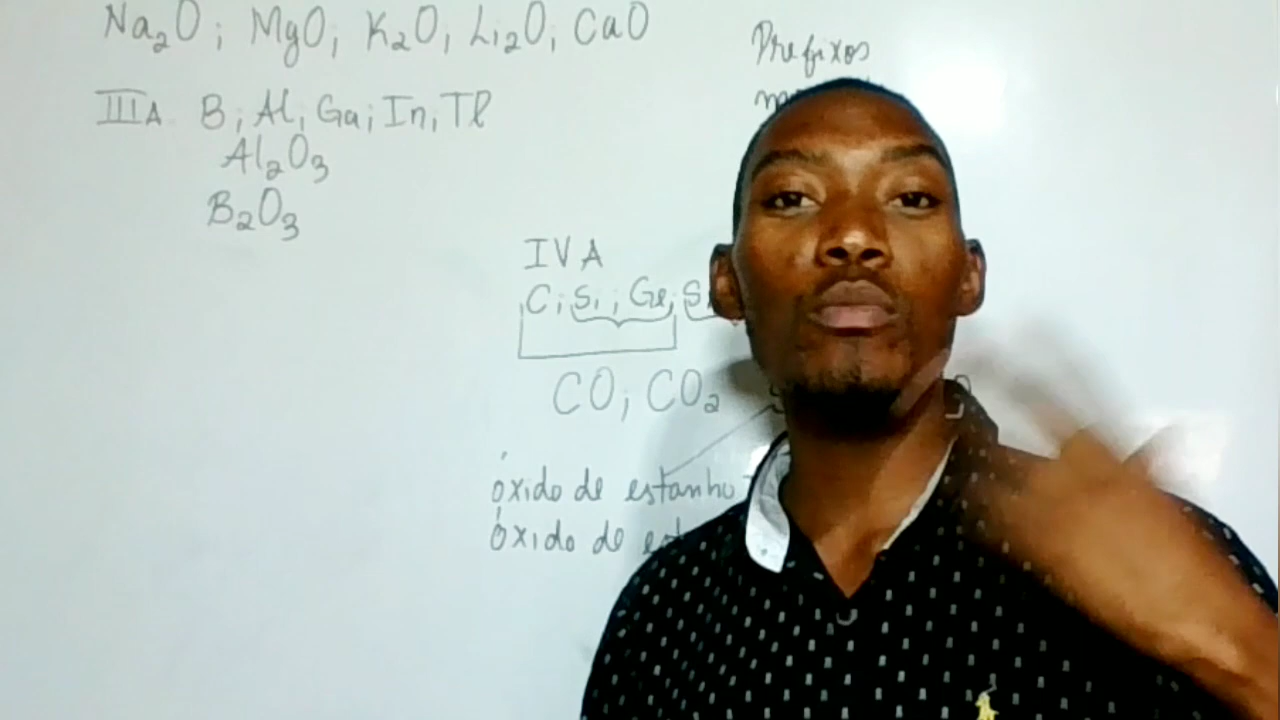 Na₂O; MgO; K₂O; Li₂O; CaO
Prefixos
IIIA B; Al; Ga; In; Tl
Al₂O₃
B₂O₃
IVA
C; Si; Ge;
CO; CO₂
óxido de estanho
óxido de